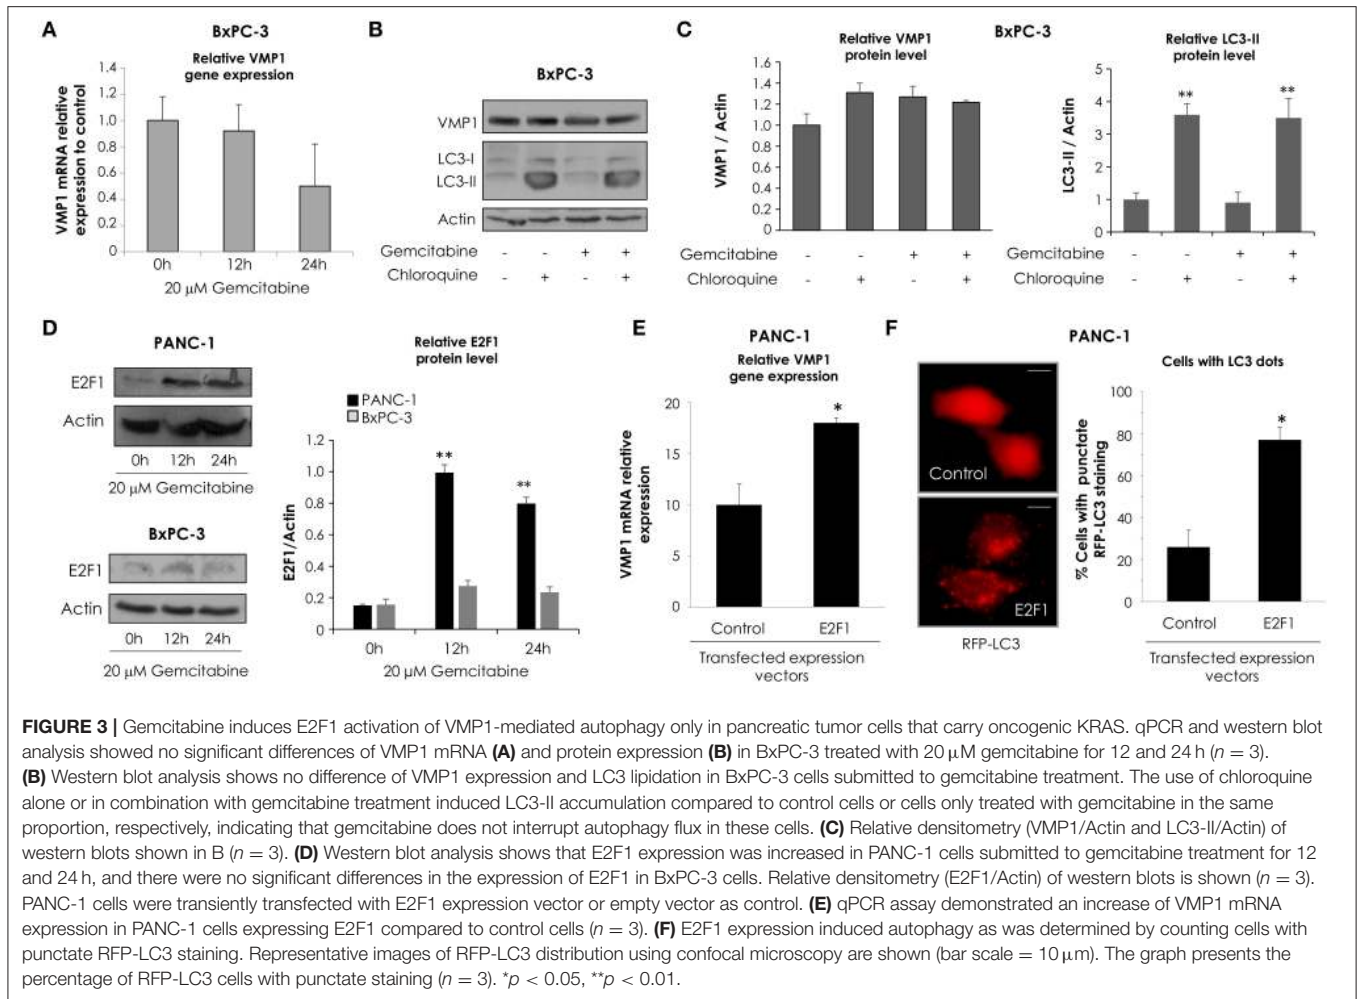 A
BxPC-3
Relative VMP1
gene expression
VMP1 mRNA relative
expression to control
1.4
1.2
1.0
0.8
0.6
0.4
0.2
0
0h
12h
24h
20 µM Gemcitabine
B
BxPC-3
VMP1
LC3-I
LC3-II
Actin
Gemcitabine - - + +
Chloroquine - + - +
C
BxPC-3
Relative VMP1
protein level
VMP1 / Actin
1.6
1.4
1.2
1.0
0.8
0.6
0.4
0.2
0
Gemcitabine - - + +
Chloroquine - + - +
Relative LC3-II
protein level
LC3-II / Actin
5
4
3
2
1
0
**
**
- - + +
- + - +
D
PANC-1
E2F1
Actin
0h 12h 24h
20 µM Gemcitabine
BxPC-3
E2F1
Actin
0h 12h 24h
20 µM Gemcitabine
Relative E2F1
protein level
PANC-1
BxPC-3
E2F1/Actin
1.2
1.0
0.8
0.6
0.4
0.2
0
**
**
0h
12h
24h
20 µM Gemcitabine
E
PANC-1
Relative VMP1
gene expression
VMP1 mRNA relative
expression
20
15
10
5
0
*
Control
E2F1
Transfected expression
vectors
F
PANC-1
Control
E2F1
RFP-LC3
Cells with LC3 dots
% Cells with punctate
RFP-LC3 staining
100
80
60
40
20
0
*
Control
E2F1
Transfected expression
vectors
FIGURE 3 | Gemcitabine induces E2F1 activation of VMP1-mediated autophagy only in pancreatic tumor cells that carry oncogenic KRAS. qPCR and western blot
analysis showed no significant differences of VMP1 mRNA (A) and protein expression (B) in BxPC-3 treated with 20 µM gemcitabine for 12 and 24 h (n = 3).
(B) Western blot analysis shows no difference of VMP1 expression and LC3 lipidation in BxPC-3 cells submitted to gemcitabine treatment. The use of chloroquine
alone or in combination with gemcitabine treatment induced LC3-II accumulation compared to control cells or cells only treated with gemcitabine in the same
proportion, respectively, indicating that gemcitabine does not interrupt autophagy flux in these cells. (C) Relative densitometry (VMP1/Actin and LC3-II/Actin) of
western blots shown in B (n = 3). (D) Western blot analysis shows that E2F1 expression was increased in PANC-1 cells submitted to gemcitabine treatment for 12
and 24 h, and there were no significant differences in the expression of E2F1 in BxPC-3 cells. Relative densitometry (E2F1/Actin) of western blots is shown (n = 3).
PANC-1 cells were transiently transfected with E2F1 expression vector or empty vector as control. (E) qPCR assay demonstrated an increase of VMP1 mRNA
expression in PANC-1 cells expressing E2F1 compared to control cells (n = 3). (F) E2F1 expression induced autophagy as was determined by counting cells with
punctate RFP-LC3 staining. Representative images of RFP-LC3 distribution using confocal microscopy are shown (bar scale = 10 µm). The graph presents the
percentage of RFP-LC3 cells with punctate staining (n = 3). *p < 0.05, **p < 0.01.